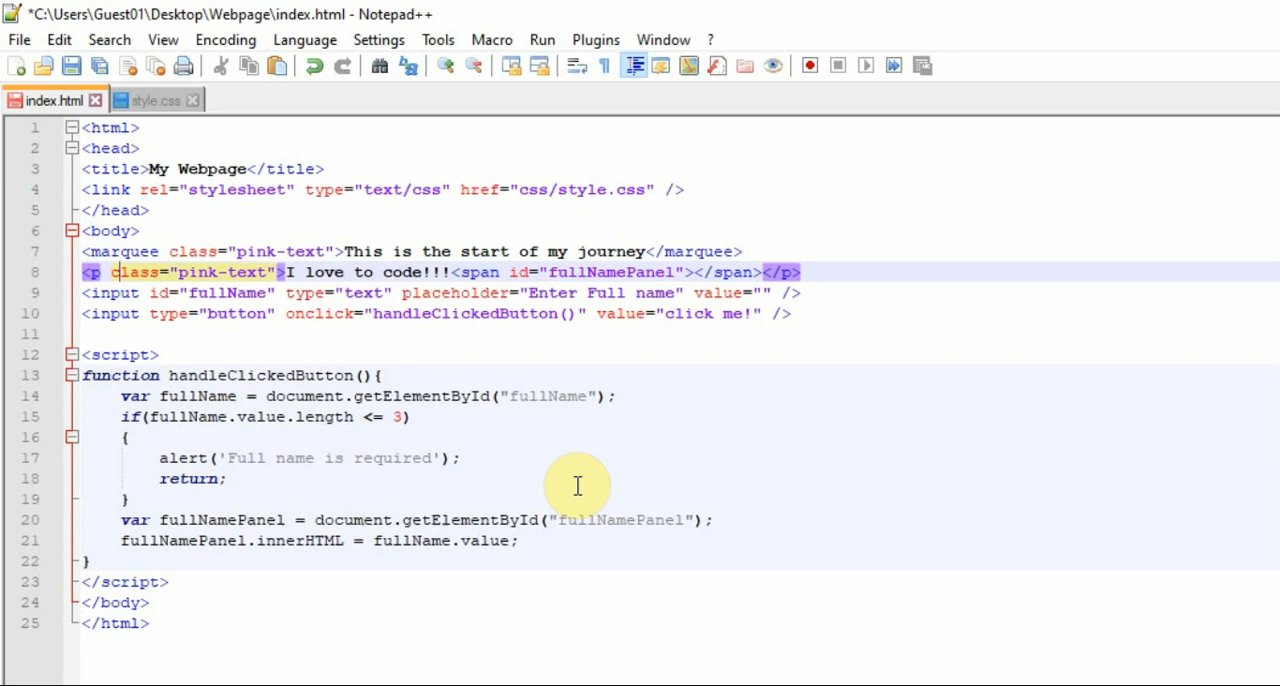 *C:\Users\Guest01\Desktop\Webpage\index.html - Notepad++
File Edit Search View Encoding Language Settings Tools Macro Run Plugins Window ?
index.html style.css
1 <html>
2 <head>
3 <title>My Webpage</title>
4 <link rel="stylesheet" type="text/css" href="css/style.css" />
5 </head>
6 <body>
7 <marquee class="pink-text">This is the start of my journey</marquee>
8 <p class="pink-text">I love to code!!!<span id="fullNamePanel"></span></p>
9 <input id="fullName" type="text" placeholder="Enter Full name" value="" />
10 <input type="button" onclick="handleClickedButton()" value="click me!" />
11
12 <script>
13 function handleClickedButton(){
14 var fullName = document.getElementById("fullName");
15 if(fullName.value.length <= 3)
16 {
17 alert('Full name is required');
18 return;
19 }
20 var fullNamePanel = document.getElementById("fullNamePanel");
21 fullNamePanel.innerHTML = fullName.value;
22 }
23 </script>
24 </body>
25 </html>